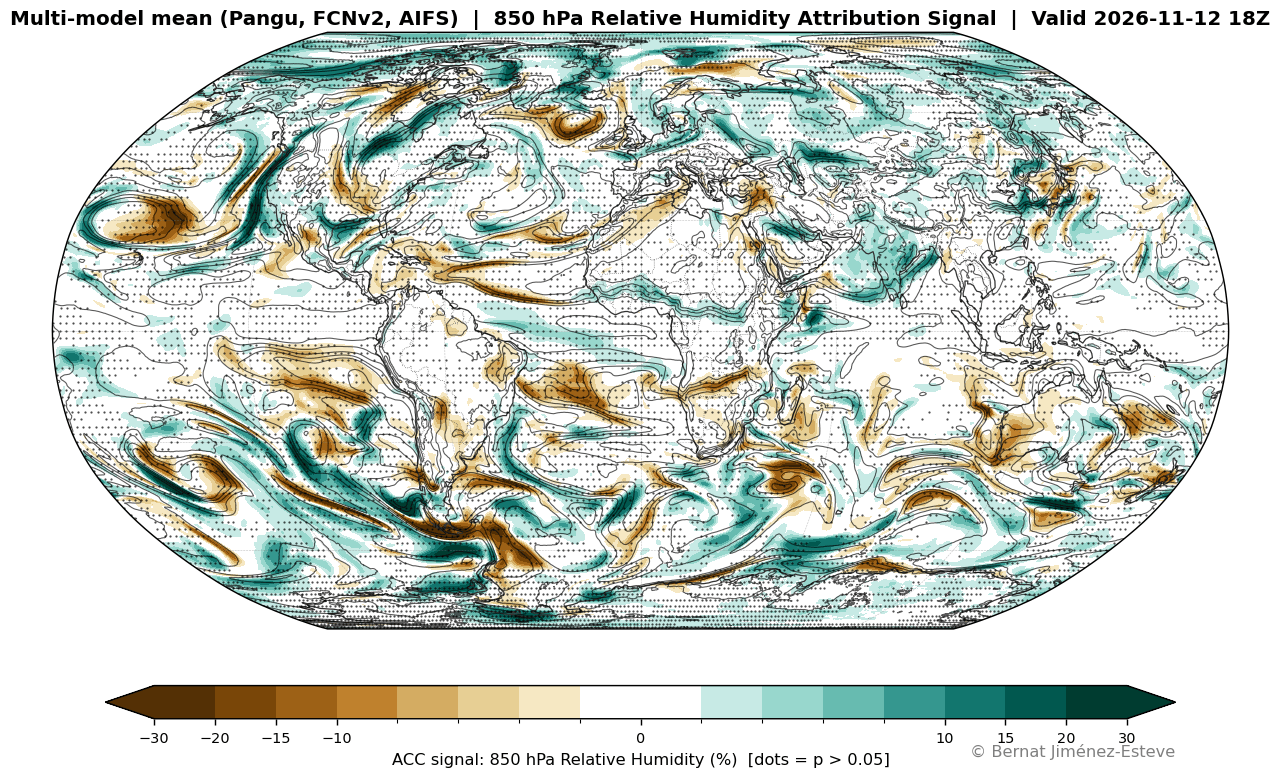 Multi-model mean (Pangu, FCNv2, AIFS)  |  850 hPa Relative Humidity Attribution Signal  |  Valid 2026-11-12 18Z
−30 −20 −15 −10 0 10 15 20 30
ACC signal: 850 hPa Relative Humidity (%)  [dots = p > 0.05]
© Bernat Jiménez-Esteve